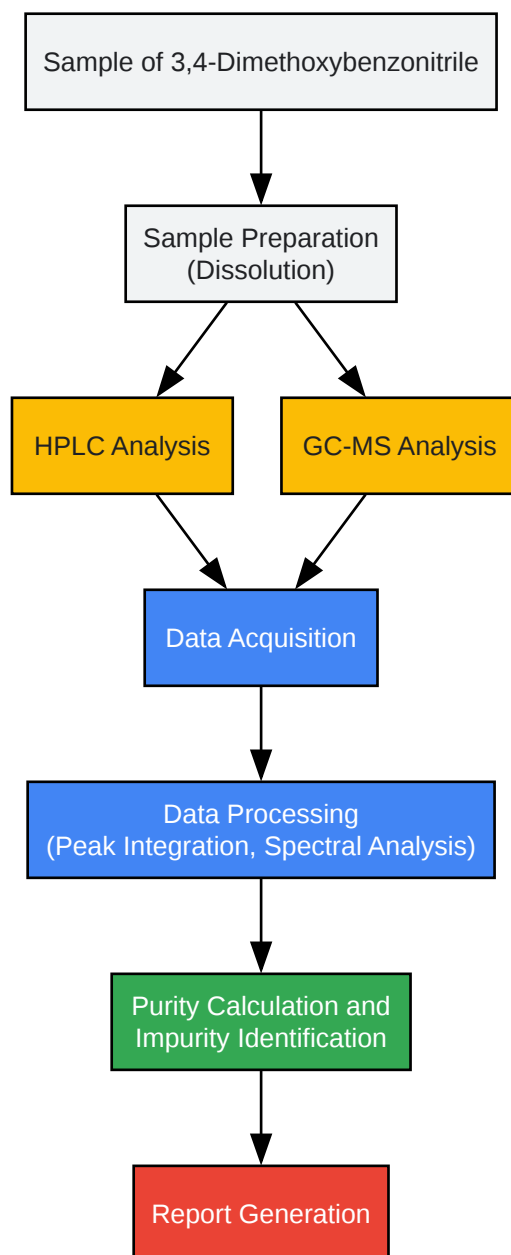 Sample of 3,4-Dimethoxybenzonitrile
Sample Preparation
(Dissolution)
HPLC Analysis
GC-MS Analysis
Data Acquisition
Data Processing
(Peak Integration, Spectral Analysis)
Purity Calculation and
Impurity Identification
Report Generation